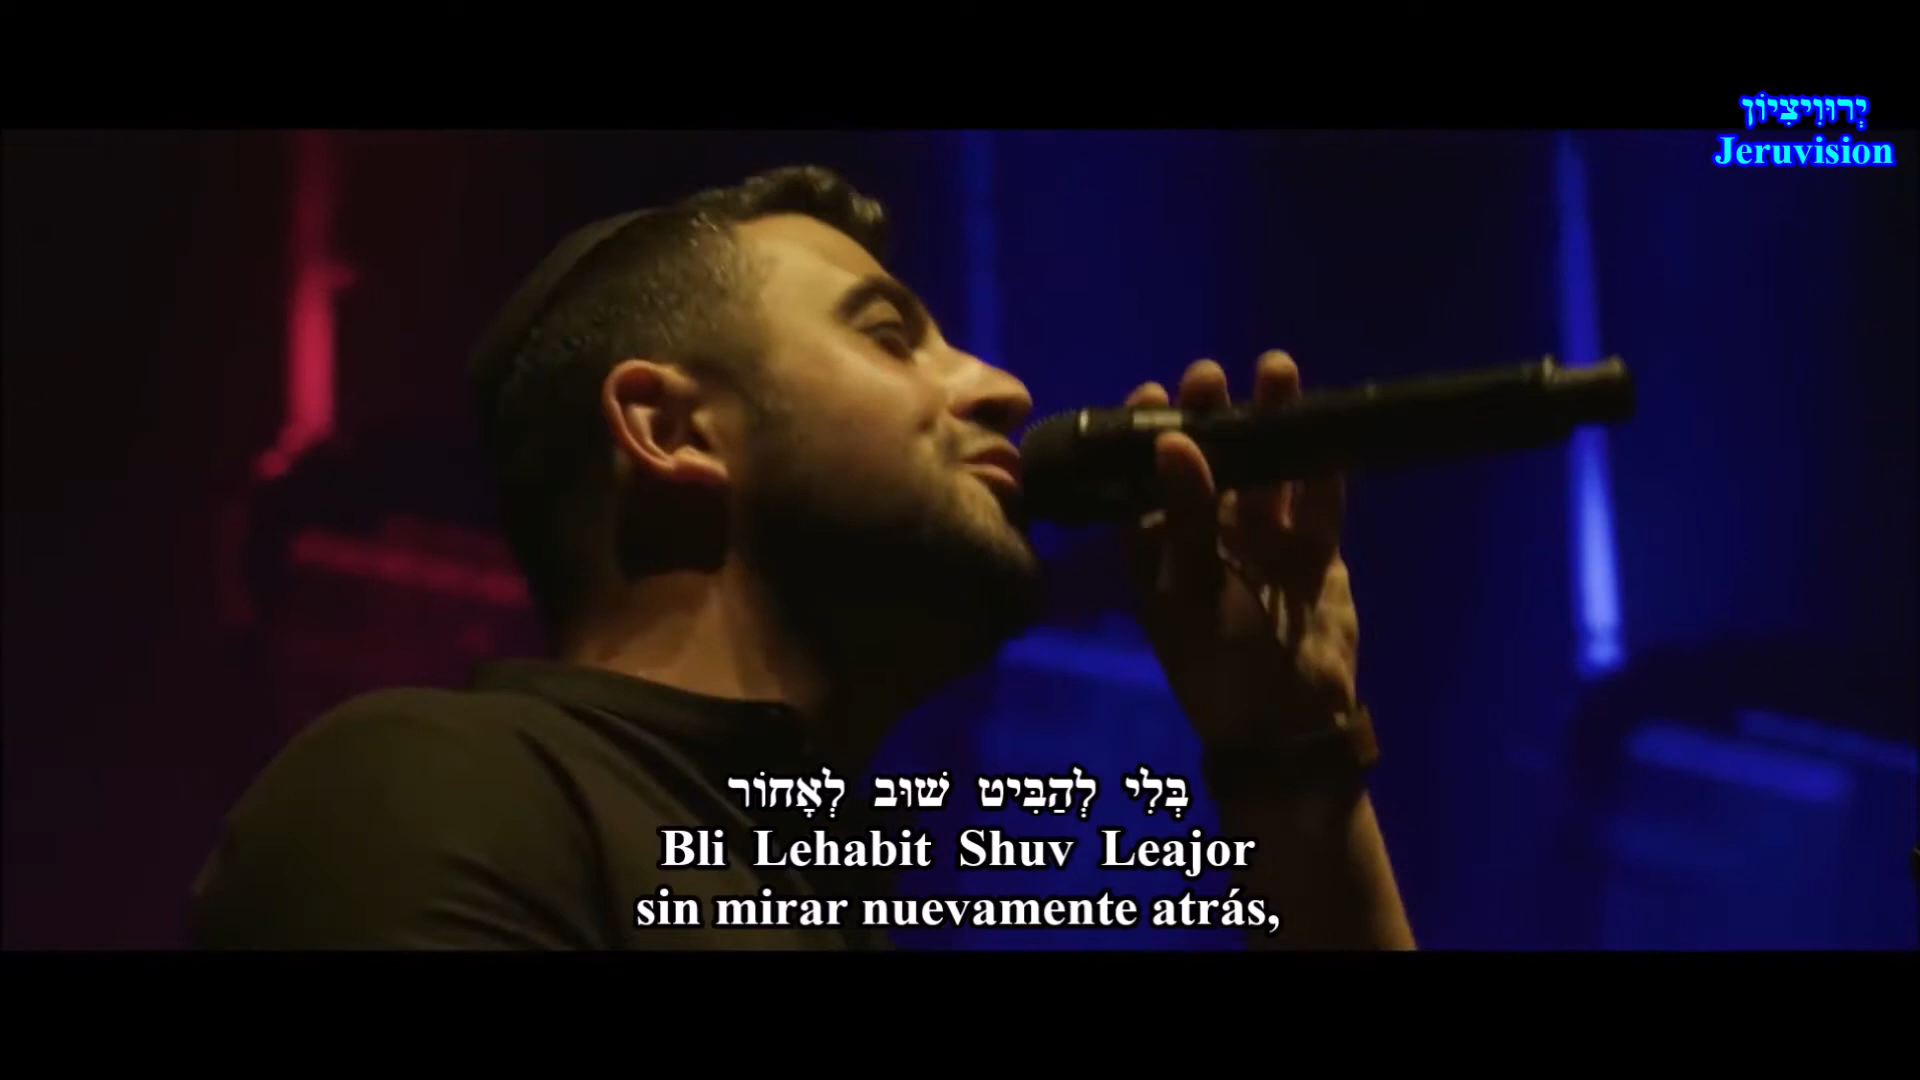 יְרוּוִיצִיוֹן
Jeruvision
בְּלִי לְהַבִּיט שׁוּב לְאָחוֹר
Bli Lehabit Shuv Leajor
sin mirar nuevamente atrás,